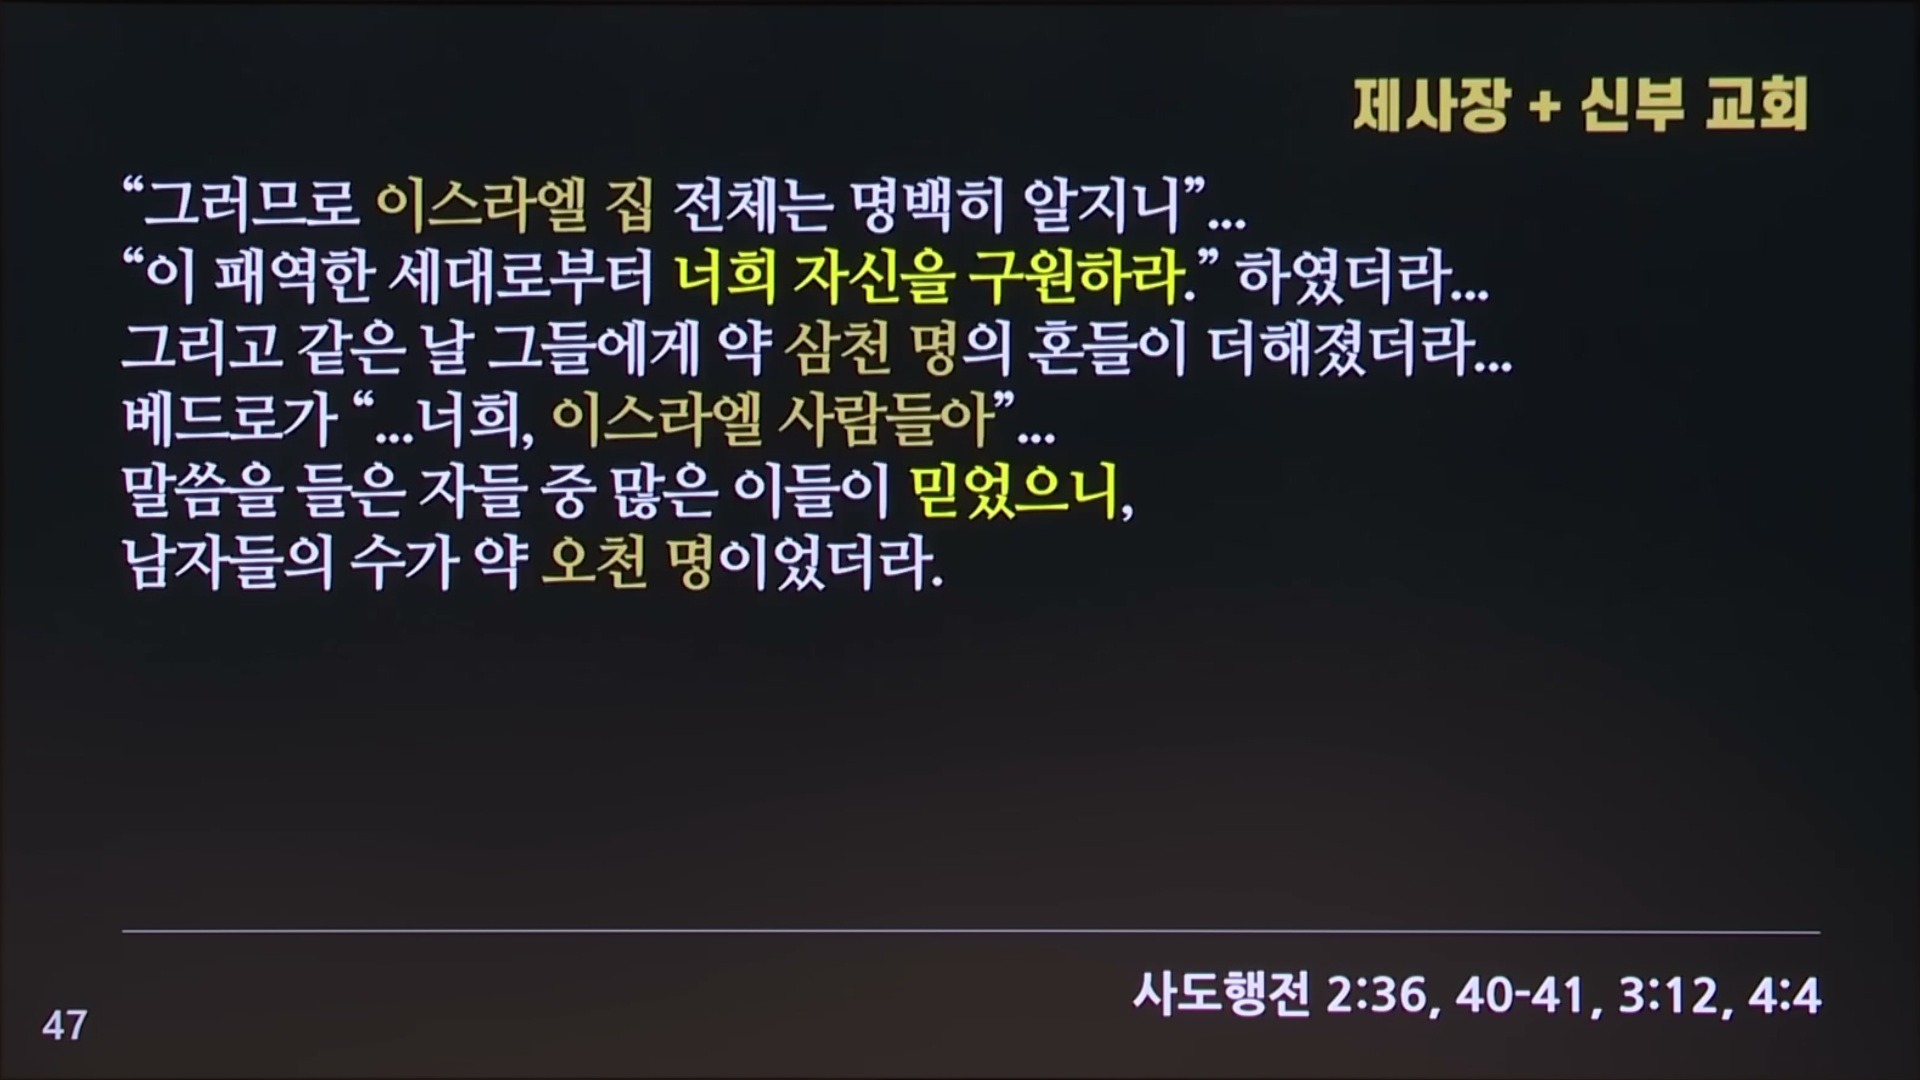 제사장 + 신부 교회
“그러므로 이스라엘 집 전체는 명백히 알지니”...
“이 패역한 세대로부터 너희 자신을 구원하라.” 하였더라...
그리고 같은 날 그들에게 약 삼천 명의 혼들이 더해졌더라...
베드로가 “...너희, 이스라엘 사람들아”...
말씀을 들은 자들 중 많은 이들이 믿었으니,
남자들의 수가 약 오천 명이었더라.
사도행전 2:36, 40-41, 3:12, 4:4
47